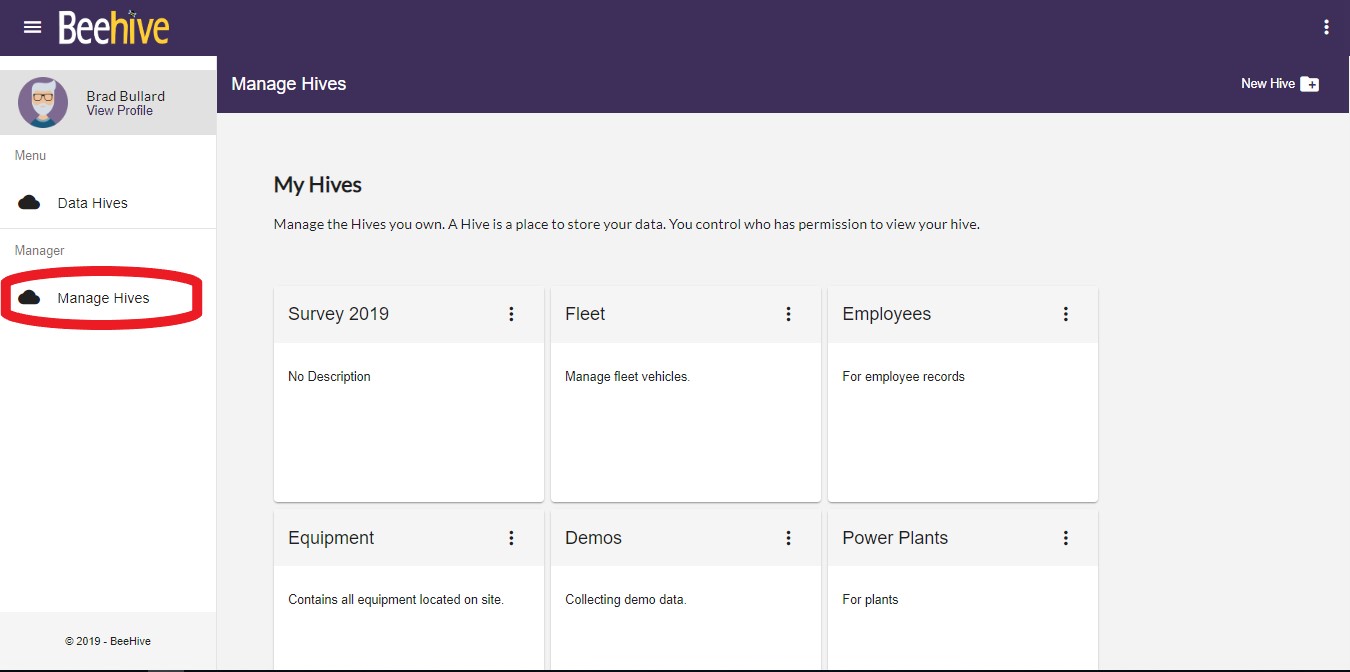 Beehive
Brad Bullard
View Profile
Menu
Data Hives
Manager
Manage Hives
© 2019 - BeeHive
Manage Hives
New Hive
My Hives
Manage the Hives you own. A Hive is a place to store your data. You control who has permission to view your hive.
Survey 2019
No Description
Fleet
Manage fleet vehicles.
Employees
For employee records
Equipment
Contains all equipment located on site.
Demos
Collecting demo data.
Power Plants
For plants